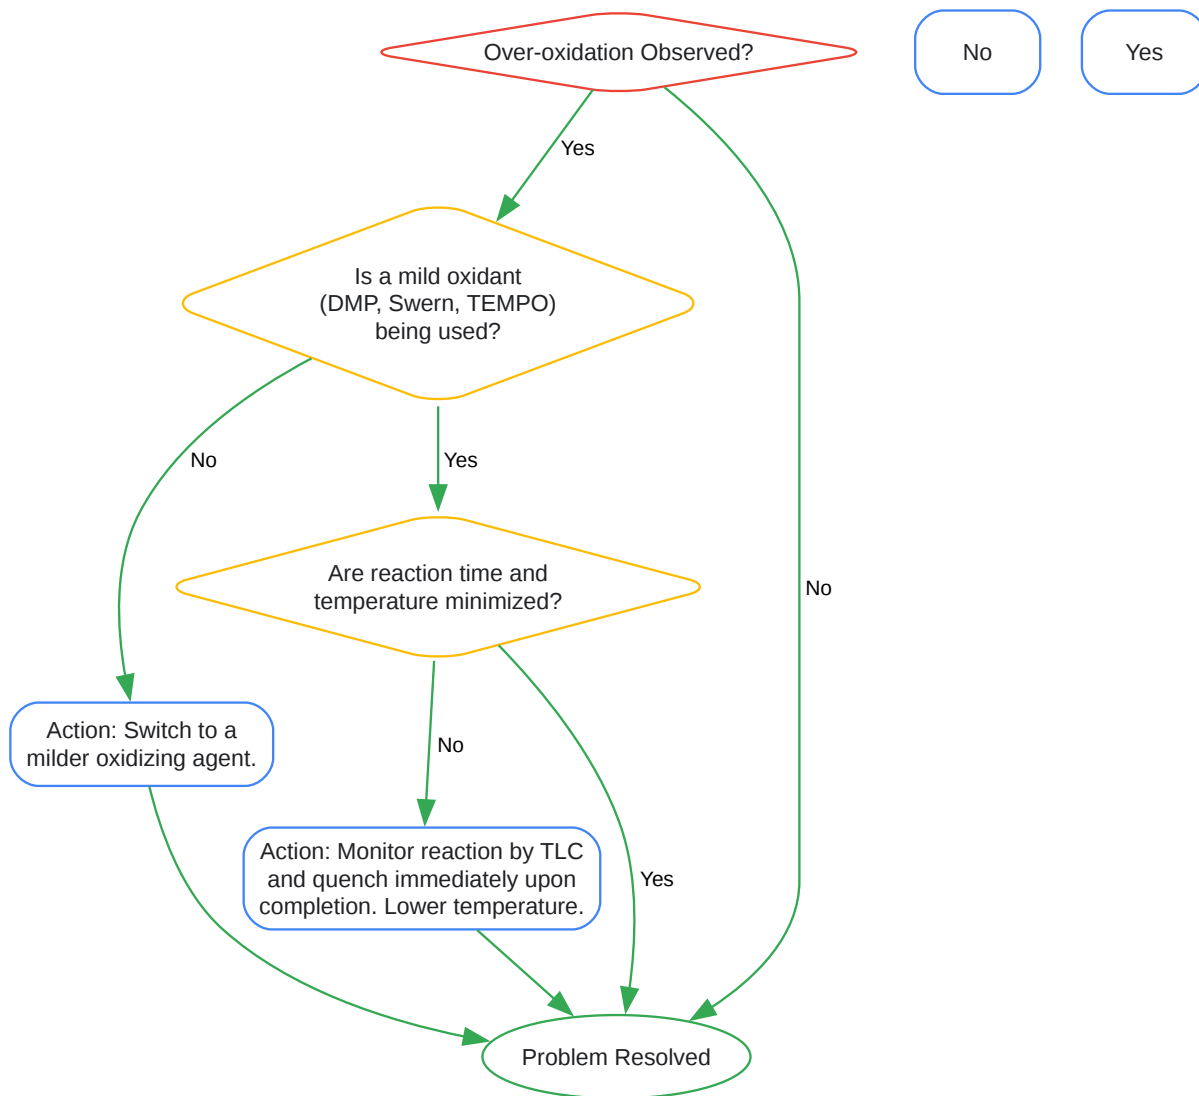 Over-oxidation Observed?
No
Yes
Yes
Is a mild oxidant
(DMP, Swern, TEMPO)
being used?
No
Yes
Are reaction time and
temperature minimized?
No
Action: Switch to a
milder oxidizing agent.
No
Action: Monitor reaction by TLC
and quench immediately upon
completion. Lower temperature.
Yes
Problem Resolved